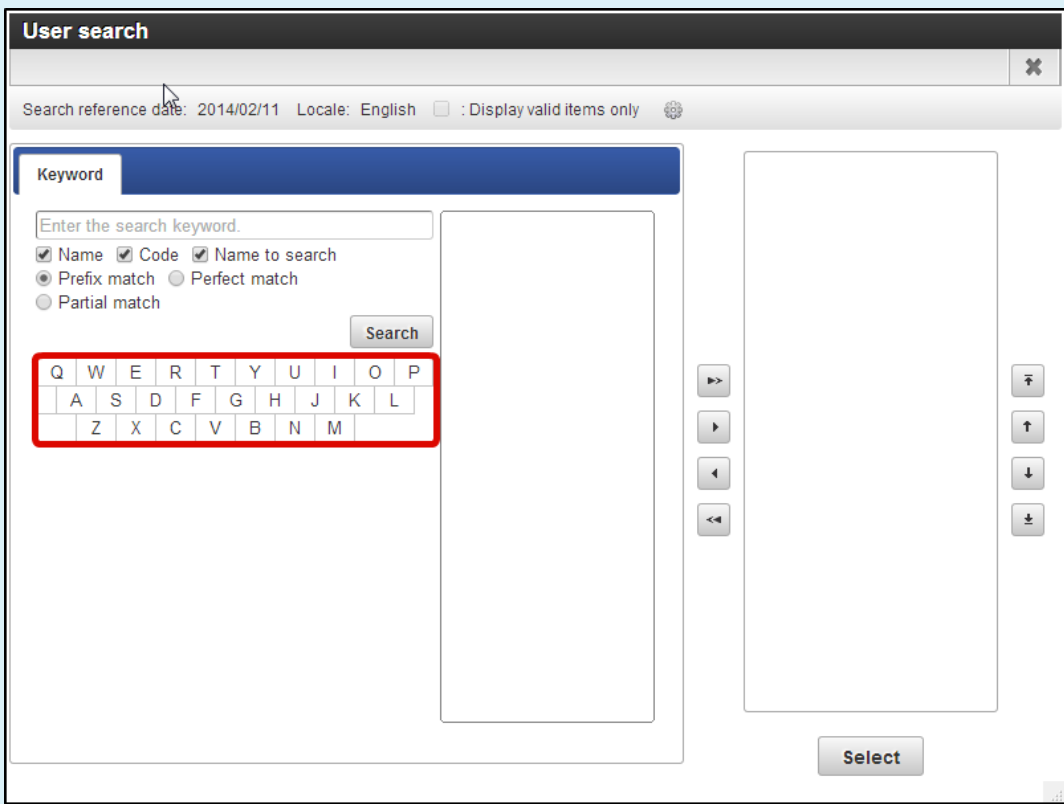 User search
Search reference date: 2014/02/11 Locale: English : Display valid items only
Keyword
Enter the search keyword.
Name Code Name to search
Prefix match Perfect match
Partial match
Search
Q W E R T Y U I O P
A S D F G H J K L
Z X C V B N M
Select